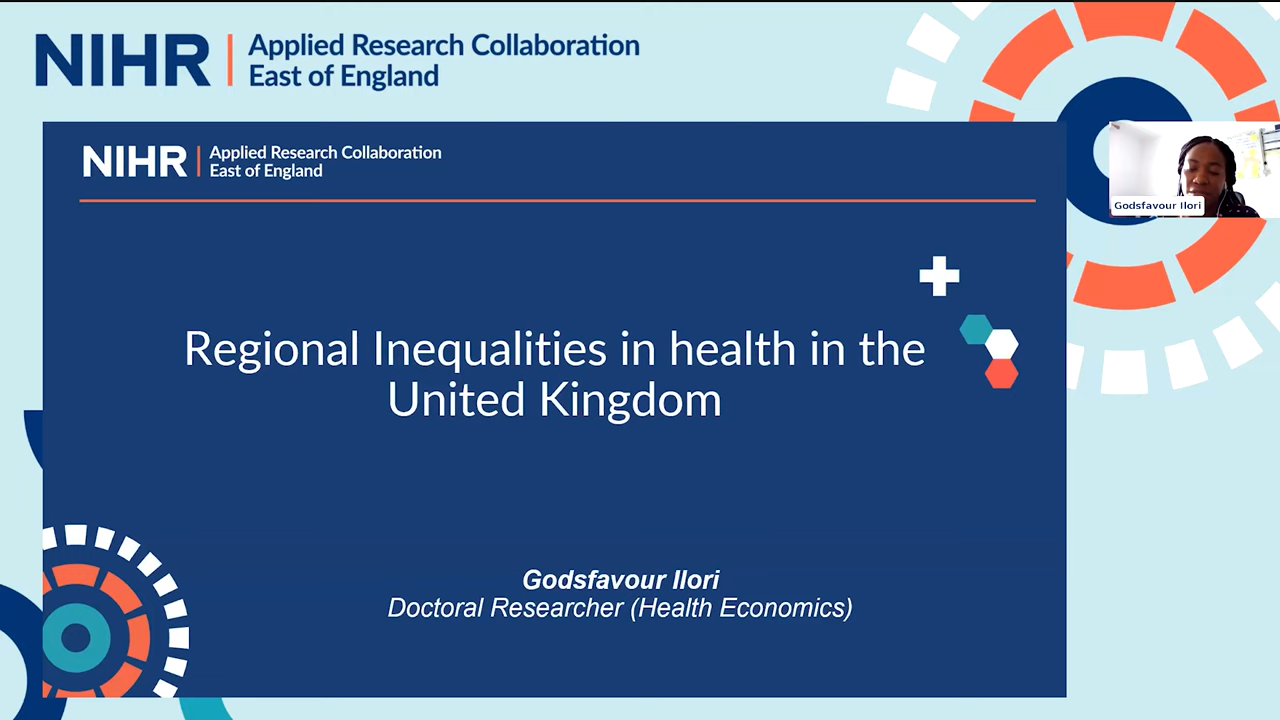 NIHR | Applied Research Collaboration
East of England
NIHR | Applied Research Collaboration
East of England
Godsfavour Ilori
Regional Inequalities in health in the
United Kingdom
Godsfavour Ilori
Doctoral Researcher (Health Economics)